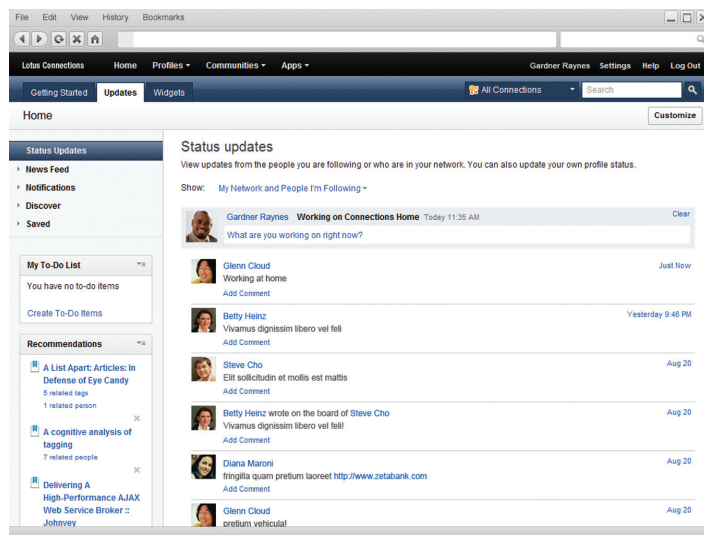 File Edit View History Bookmarks
Lotus Connections Home Profiles Communities Apps Gardner Raynes Settings Help Log Out
Getting Started Updates Widgets All Connections Search
Home Customize
Status Updates
News Feed
Notifications
Discover
Saved
My To-Do List
You have no to-do items
Create To-Do Items
Recommendations
A List Apart: Articles: In
Defense of Eye Candy
5 related tags
1 related person
A cognitive analysis of
tagging
7 related people
Delivering A
High-Performance AJAX
Web Service Broker ::
Johnvey
Status updates
View updates from the people you are following or who are in your network. You can also update your own profile status.
Show: My Network and People I'm Following
Gardner Raynes Working on Connections Home Today 11:35 AM Clear
What are you working on right now?
Glenn Cloud Just Now
Working at home
Add Comment
Betty Heinz Yesterday 9:46 PM
Vivamus dignissim libero vel feli
Add Comment
Steve Cho Aug 20
Elit sollicitudin et mollis est mattis
Add Comment
Betty Heinz wrote on the board of Steve Cho Aug 20
Vivamus dignissim libero vel feli!
Add Comment
Diana Maroni Aug 20
fringilla quam pretium laoreet http://www.zetabank.com
Add Comment
Glenn Cloud Aug 20
pretium vehicula!